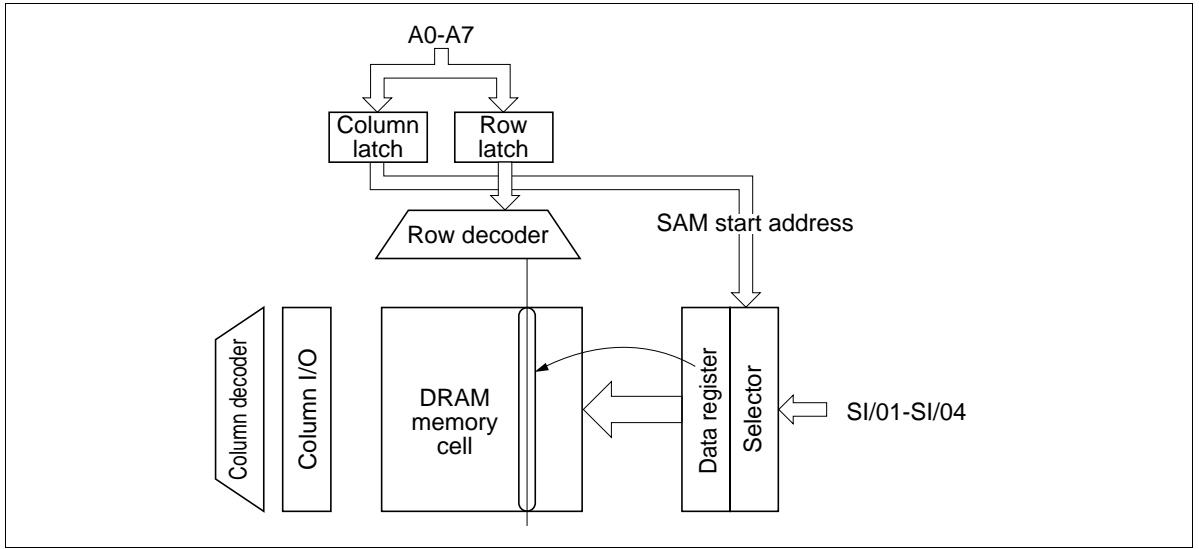 A0-A7
Column
latch
Row
latch
Row decoder
SAM start address
Column decoder
Column I/O
DRAM
memory
cell
Data register
Selector
SI/01-SI/04